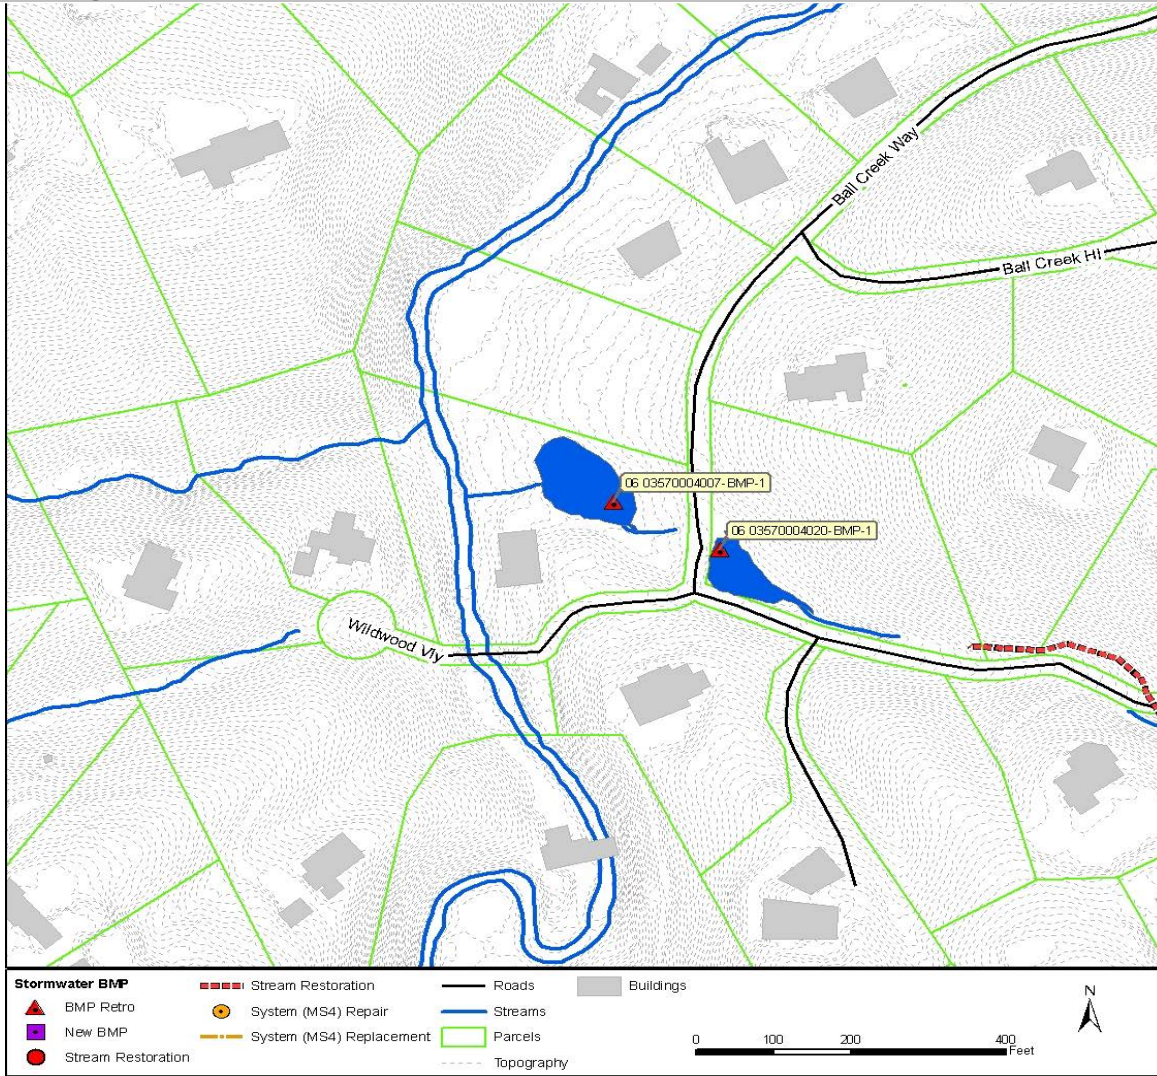 Ball Creek Way
Ball Creek Hl
06 03570004007-BMP-1
06 03570004020-BMP-1
Wildwood Vly
Stormwater BMP
BMP Retro
New BMP
Stream Restoration
Stream Restoration
System (MS4) Repair
System (MS4) Replacement
Roads
Streams
Parcels
Topography
Buildings
N
0 100 200 400
Feet